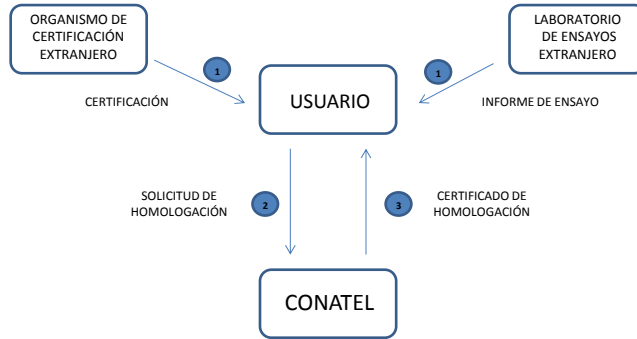 ORGANISMO DE
CERTIFICACIÓN
EXTRANJERO
LABORATORIO
DE ENSAYOS
EXTRANJERO
1
1
CERTIFICACIÓN
USUARIO
INFORME DE ENSAYO
SOLICITUD DE
HOMOLOGACIÓN
2
3
CERTIFICADO DE
HOMOLOGACIÓN
CONATEL